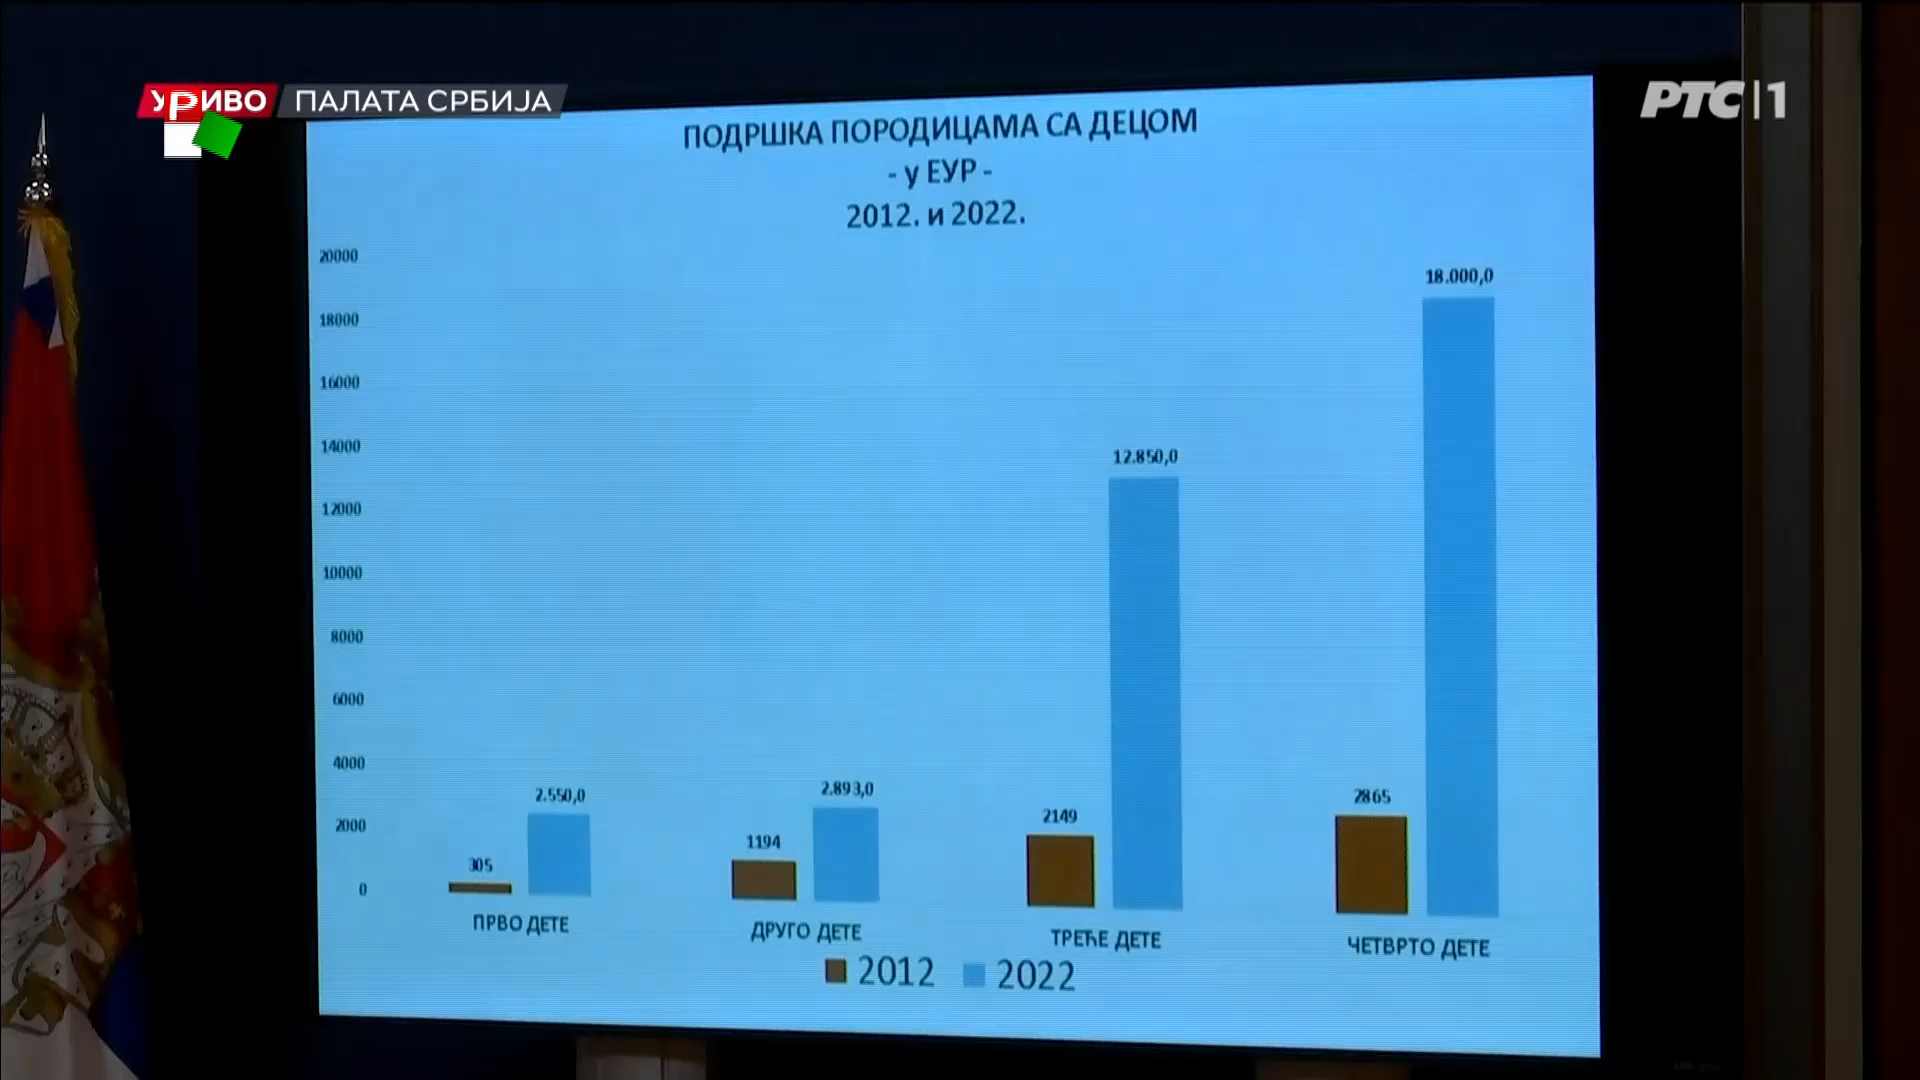 УРИВО ПАЛАТА СРБИЈА
РТС|1
ПОДРШКА ПОРОДИЦАМА СА ДЕЦОМ
- у ЕУР -
2012. и 2022.
20000
18000
16000
14000
12000
10000
8000
6000
4000
2000
0
305
2.550,0
1194
2.893,0
2149
12.850,0
2865
18.000,0
ПРВО ДЕТЕ
ДРУГО ДЕТЕ
ТРЕЋЕ ДЕТЕ
ЧЕТВРТО ДЕТЕ
2012 2022